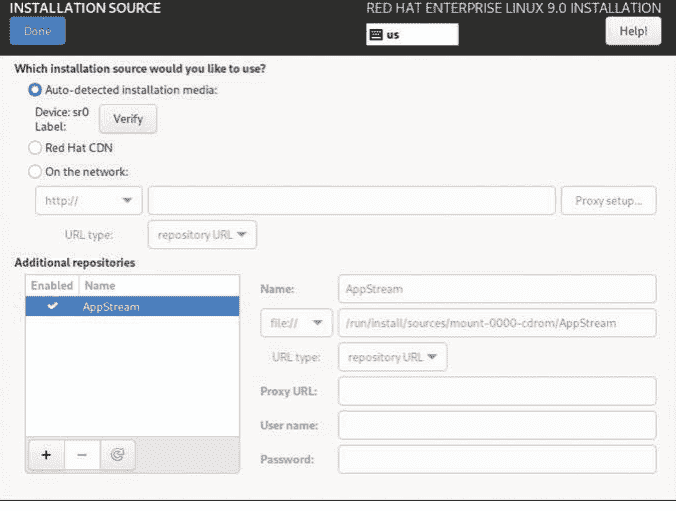 INSTALLATION SOURCE
RED HAT ENTERPRISE LINUX 9.0 INSTALLATION
Done
us
Help!
Which installation source would you like to use?
Auto-detected installation media:
Device: sr0
Label:
Verify
Red Hat CDN
On the network:
http://
Proxy setup...
URL type:
repository URL
Additional repositories
Enabled Name
AppStream
Name:
AppStream
file://
/run/install/sources/mount-0000-cdrom/AppStream
URL type:
repository URL
Proxy URL:
User name:
Password: